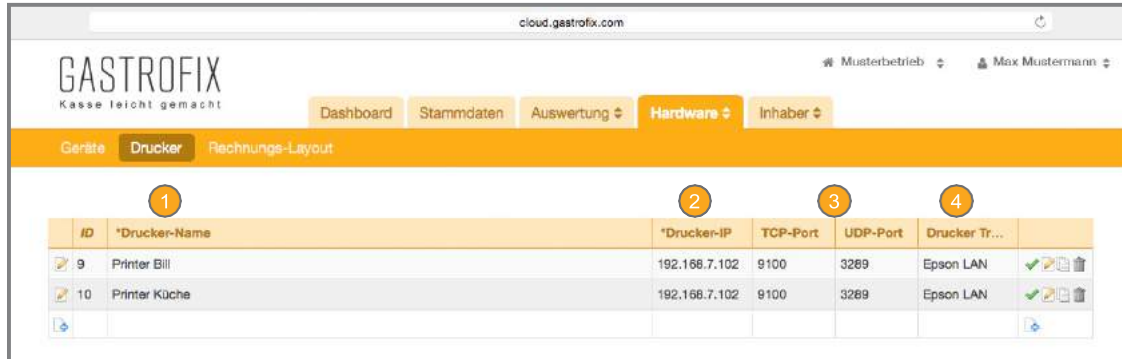 cloud.gastrofix.com
GASTROFIX
Kasse leicht gemacht
Musterbetrieb Max Mustermann
Dashboard Stammdaten Auswertung Hardware Inhaber
Geräte Drucker Rechnungs-Layout
1 2 3 4
ID *Drucker-Name *Drucker-IP TCP-Port UDP-Port Drucker Tr...
9 Printer Bill 192.168.7.102 9100 3289 Epson LAN
10 Printer Küche 192.168.7.102 9100 3289 Epson LAN